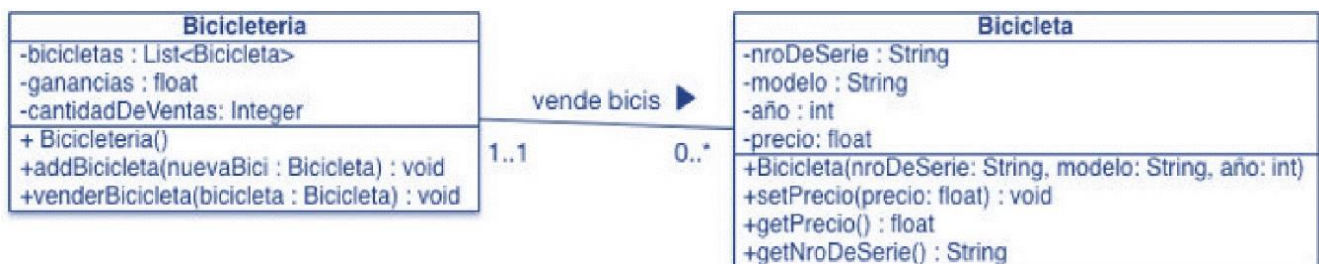 Bicicleteria
-bicicletas : List<Bicicleta>
-ganancias : float
-cantidadDeVentas: Integer
+ Bicicleteria()
+addBicicleta(nuevaBici : Bicicleta) : void
+venderBicicleta(bicicleta : Bicicleta) : void
vende bicis
1..1
0..*
Bicicleta
-nroDeSerie : String
-modelo : String
-año : int
-precio: float
+Bicicleta(nroDeSerie: String, modelo: String, año: int)
+setPrecio(precio: float) : void
+getPrecio() : float
+getNroDeSerie() : String